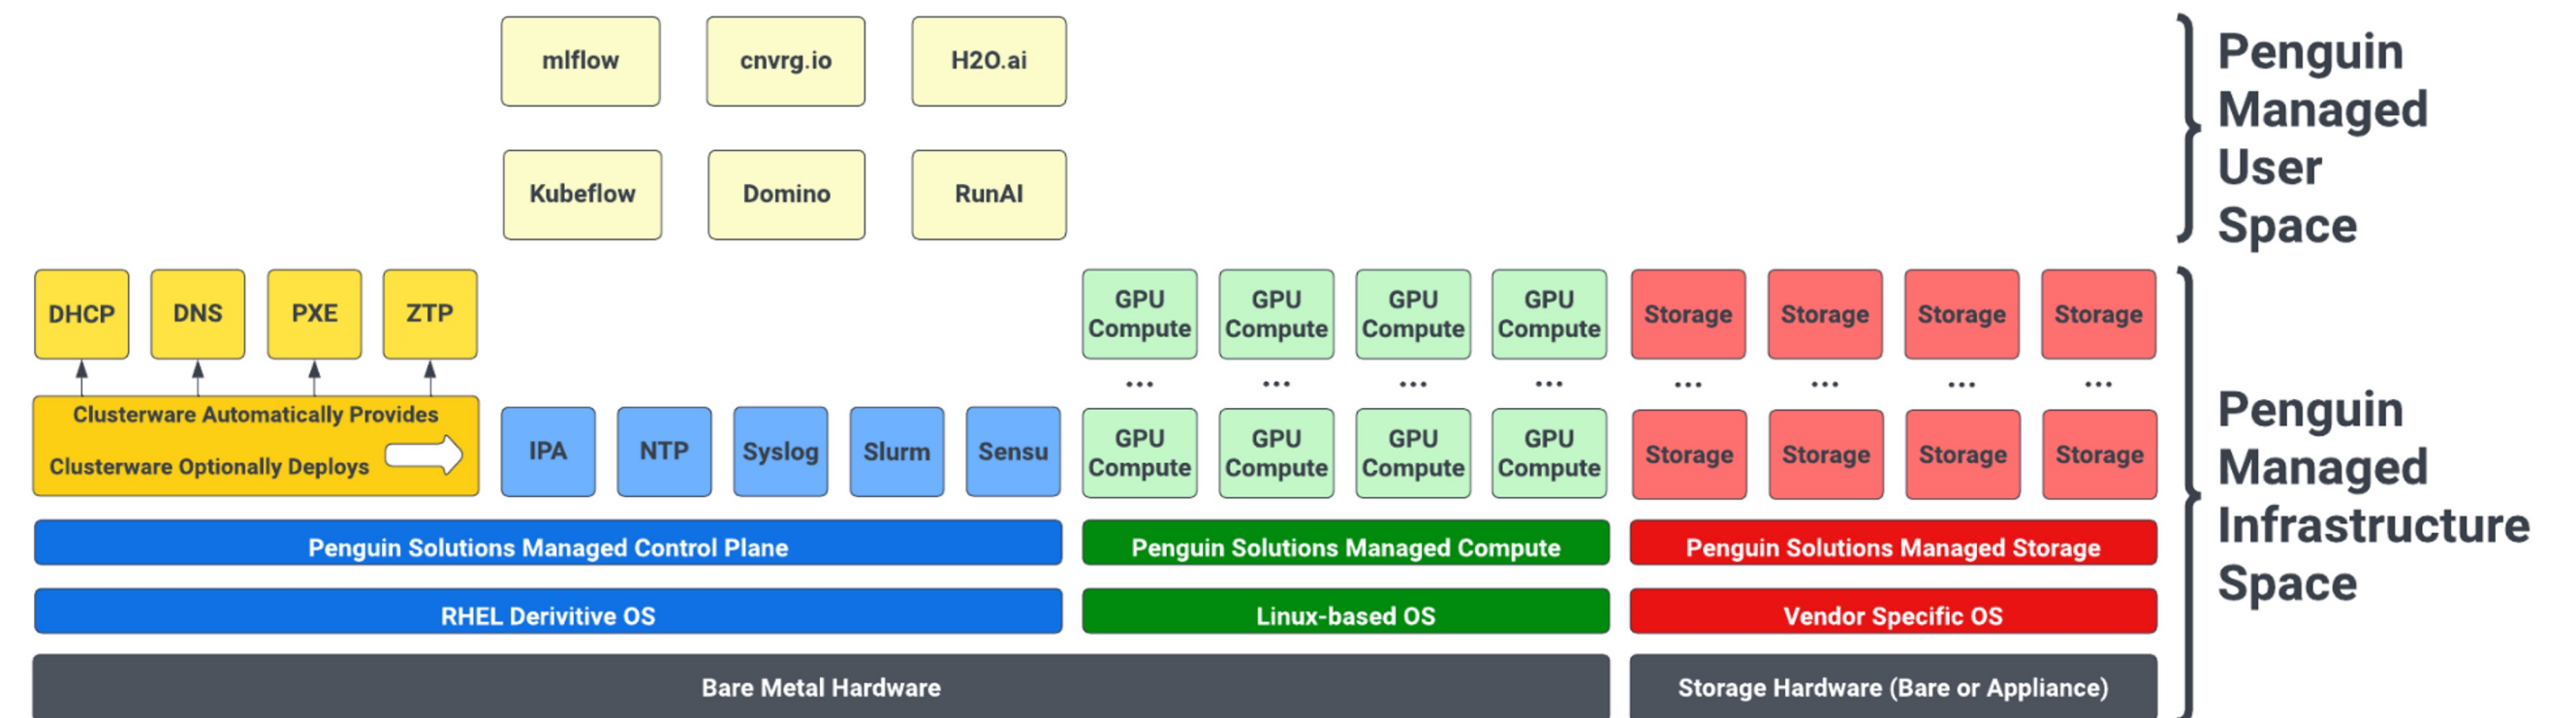 mlflow
cnvrg.io
H2O.ai
Penguin
Managed
User
Space
Kubeflow
Domino
RunAI
DHCP
DNS
PXE
ZTP
GPU
Compute
GPU
Compute
GPU
Compute
GPU
Compute
Storage
Storage
Storage
Storage
...
...
...
...
...
...
...
...
Clusterware Automatically Provides
Clusterware Optionally Deploys
IPA
NTP
Syslog
Slurm
Sensu
GPU
Compute
GPU
Compute
GPU
Compute
GPU
Compute
Storage
Storage
Storage
Storage
Penguin
Managed
Infrastructure
Space
Penguin Solutions Managed Control Plane
Penguin Solutions Managed Compute
Penguin Solutions Managed Storage
RHEL Derivitive OS
Linux-based OS
Vendor Specific OS
Bare Metal Hardware
Storage Hardware (Bare or Appliance)